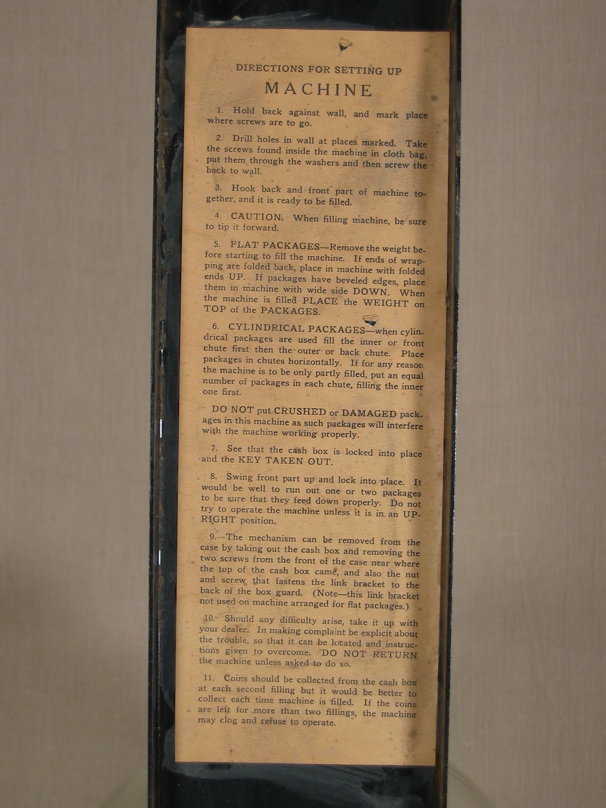 DIRECTIONS FOR SETTING UP
MACHINE
1. Hold back against wall, and mark place
where screws are to go.
2. Drill holes in wall at places marked. Take
the screws found inside the machine in cloth bag,
put them through the washers and then screw the
back to wall.
3. Hook back and front part of machine to-
gether, and it is ready to be filled.
4. CAUTION. When filling machine, be sure
to tip it forward.
5. FLAT PACKAGES—Remove the weight be-
fore starting to fill the machine. If ends of wrap-
ping are folded back, place in machine with folded
ends UP. If packages have beveled edges, place
them in machine with wide side DOWN. When
the machine is filled PLACE the WEIGHT on
TOP of the PACKAGES.
6. CYLINDRICAL PACKAGES—when cylin-
drical packages are used fill the inner or front
chute first then the outer or back chute. Place
packages in chutes horizontally. If for any reason
the machine is to be only partly filled, put an equal
number of packages in each chute, filling the inner
one first.
DO NOT put CRUSHED or DAMAGED pack-
ages in this machine as such packages will interfere
with the machine working properly.
7. See that the cash box is locked into place
and the KEY TAKEN OUT.
8. Swing front part up and lock into place. It
would be well to run out one or two packages
to be sure that they feed down properly. Do not
try to operate the machine unless it is in an UP-
RIGHT position.
9. The mechanism can be removed from the
case by taking out the cash box and removing the
two screws from the front of the case near where
the top of the cash box came, and also the nut
and screw, that fastens the link bracket to the
back of the box guard. (Note—this link bracket
not used on machine arranged for flat packages.)
10. Should any difficulty arise, take it up with
your dealer. In making complaint be explicit about
the trouble, so that it can be located and instruc-
tions given to overcome. DO NOT RETURN
the machine unless asked to do so.
11. Coins should be collected from the cash box
at each second filling but it would be better to
collect each time machine is filled. If the coins
are left for more than two fillings, the machine
may clog and refuse to operate.